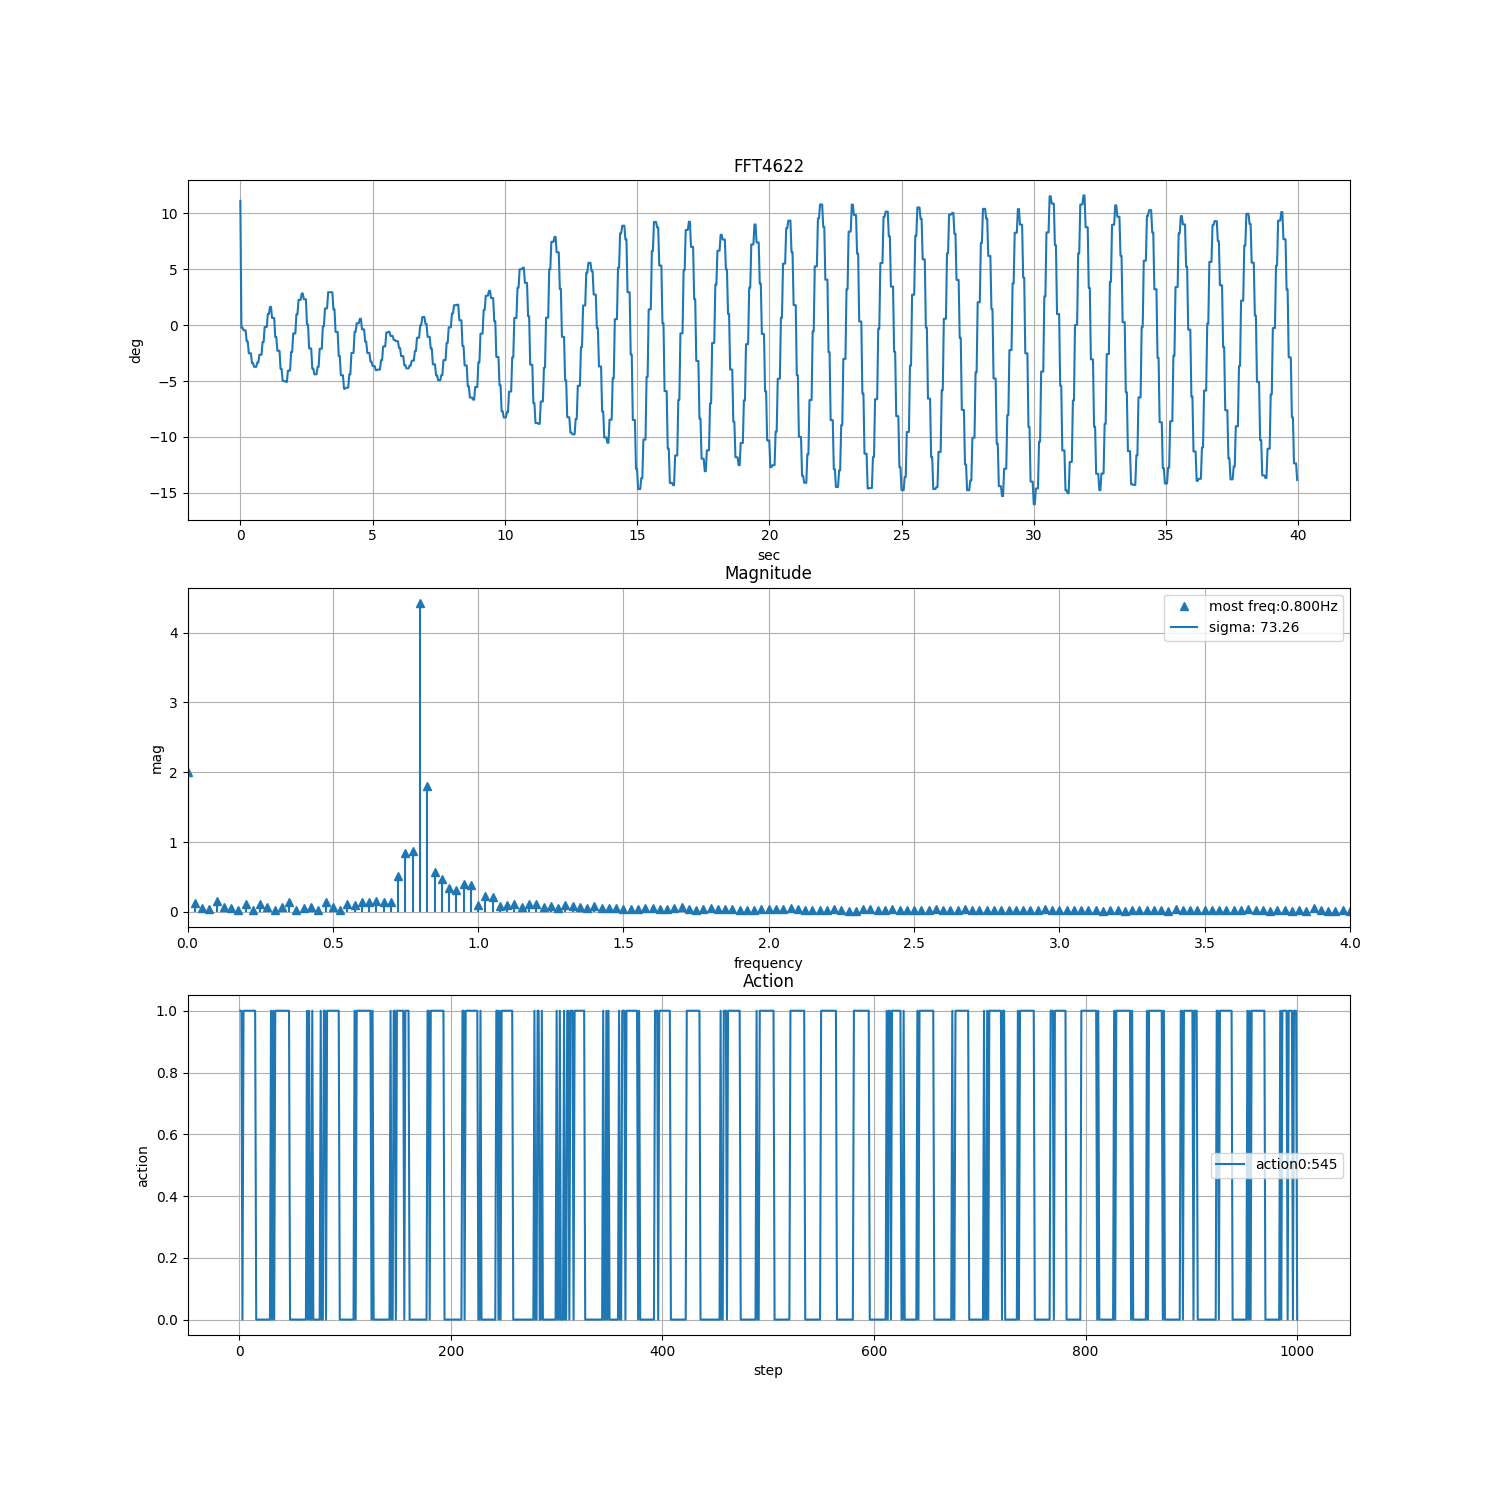 FFT4622
10
5
0
−5
−10
−15
deg
0 5 10 15 20 25 30 35 40
sec
Magnitude
most freq:0.800Hz
sigma: 73.26
4
3
2
1
0
mag
0.0 0.5 1.0 1.5 2.0 2.5 3.0 3.5 4.0
frequency
Action
1.0
0.8
0.6
0.4
0.2
0.0
action
action0:545
0 200 400 600 800 1000
step